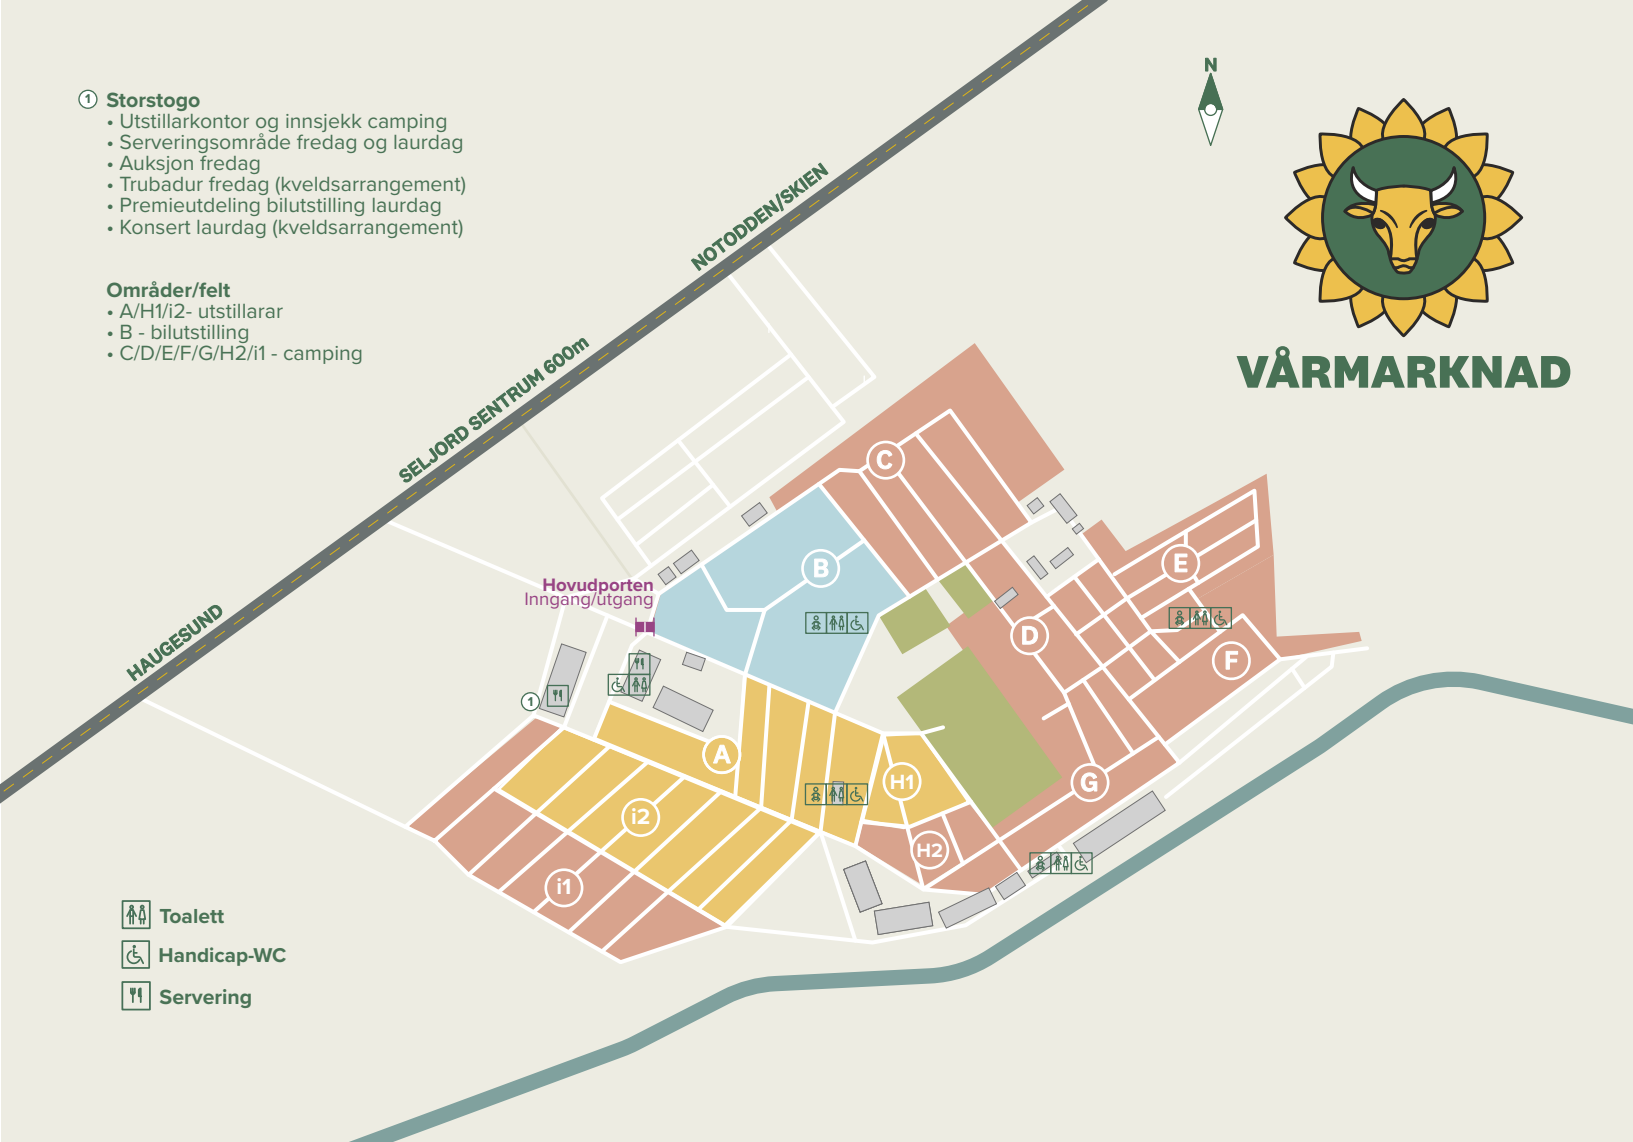 1 Storstogo
• Utstillarkontor og innsjekk camping
• Serveringsområde fredag og laurdag
• Auksjon fredag
• Trubadur fredag (kveldsarrangement)
• Premieutdeling bilutstilling laurdag
• Konsert laurdag (kveldsarrangement)
Områder/felt
• A/H1/i2- utstillarar
• B - bilutstilling
• C/D/E/F/G/H2/i1 - camping
N
VÅRMARKNAD
NOTODDEN/SKIEN
SELJORD SENTRUM 600m
HAUGESUND
C
B
E
Hovudporten
Inngang/utgang
D
F
1
A
H1
G
i2
H2
i1
Toalett
Handicap-WC
Servering